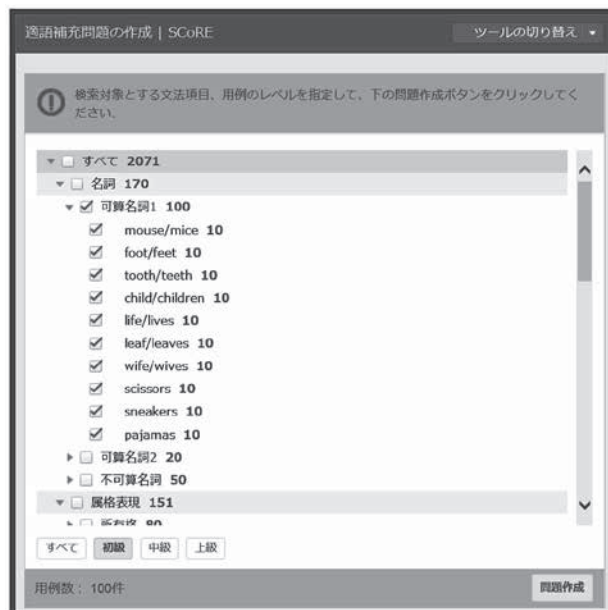 適語補充問題の作成 | SCoRE
ツールの切り替え
検索対象とする文法項目、用例のレベルを指定して、下の問題作成ボタンをクリックしてく
ださい。
すべて 2071
名詞 170
可算名詞1 100
mouse/mice 10
foot/feet 10
tooth/teeth 10
child/children 10
life/lives 10
leaf/leaves 10
wife/wives 10
scissors 10
sneakers 10
pajamas 10
可算名詞2 20
不可算名詞 50
属格表現 151
所有格 80
すべて 初級 中級 上級
用例数： 100件
問題作成